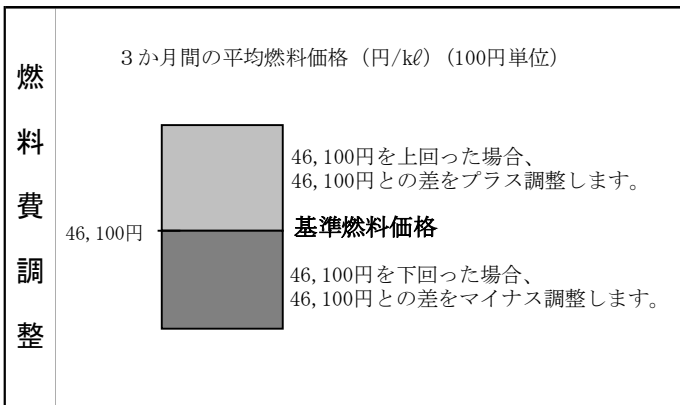 燃料費調整
3か月間の平均燃料価格（円/kℓ）(100円単位)
46,100円を上回った場合、
46,100円との差をプラス調整します。
46,100円
基準燃料価格
46,100円を下回った場合、
46,100円との差をマイナス調整します。